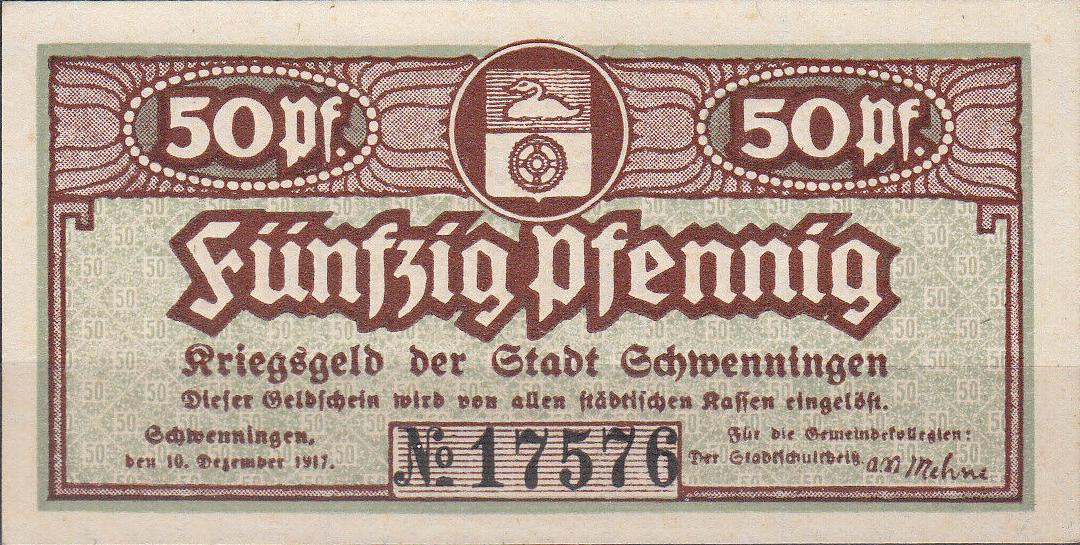 50 Pf.
50 Pf.
Fünfzig Pfennig
Kriegsgeld der Stadt Schwenningen
Dieser Geldschein wird von allen städtischen Kassen eingelöst.
Schwenningen,
den 10. Dezember 1917.
No 17576
Für die Gemeindekollegien:
Der Stadtschultheiß